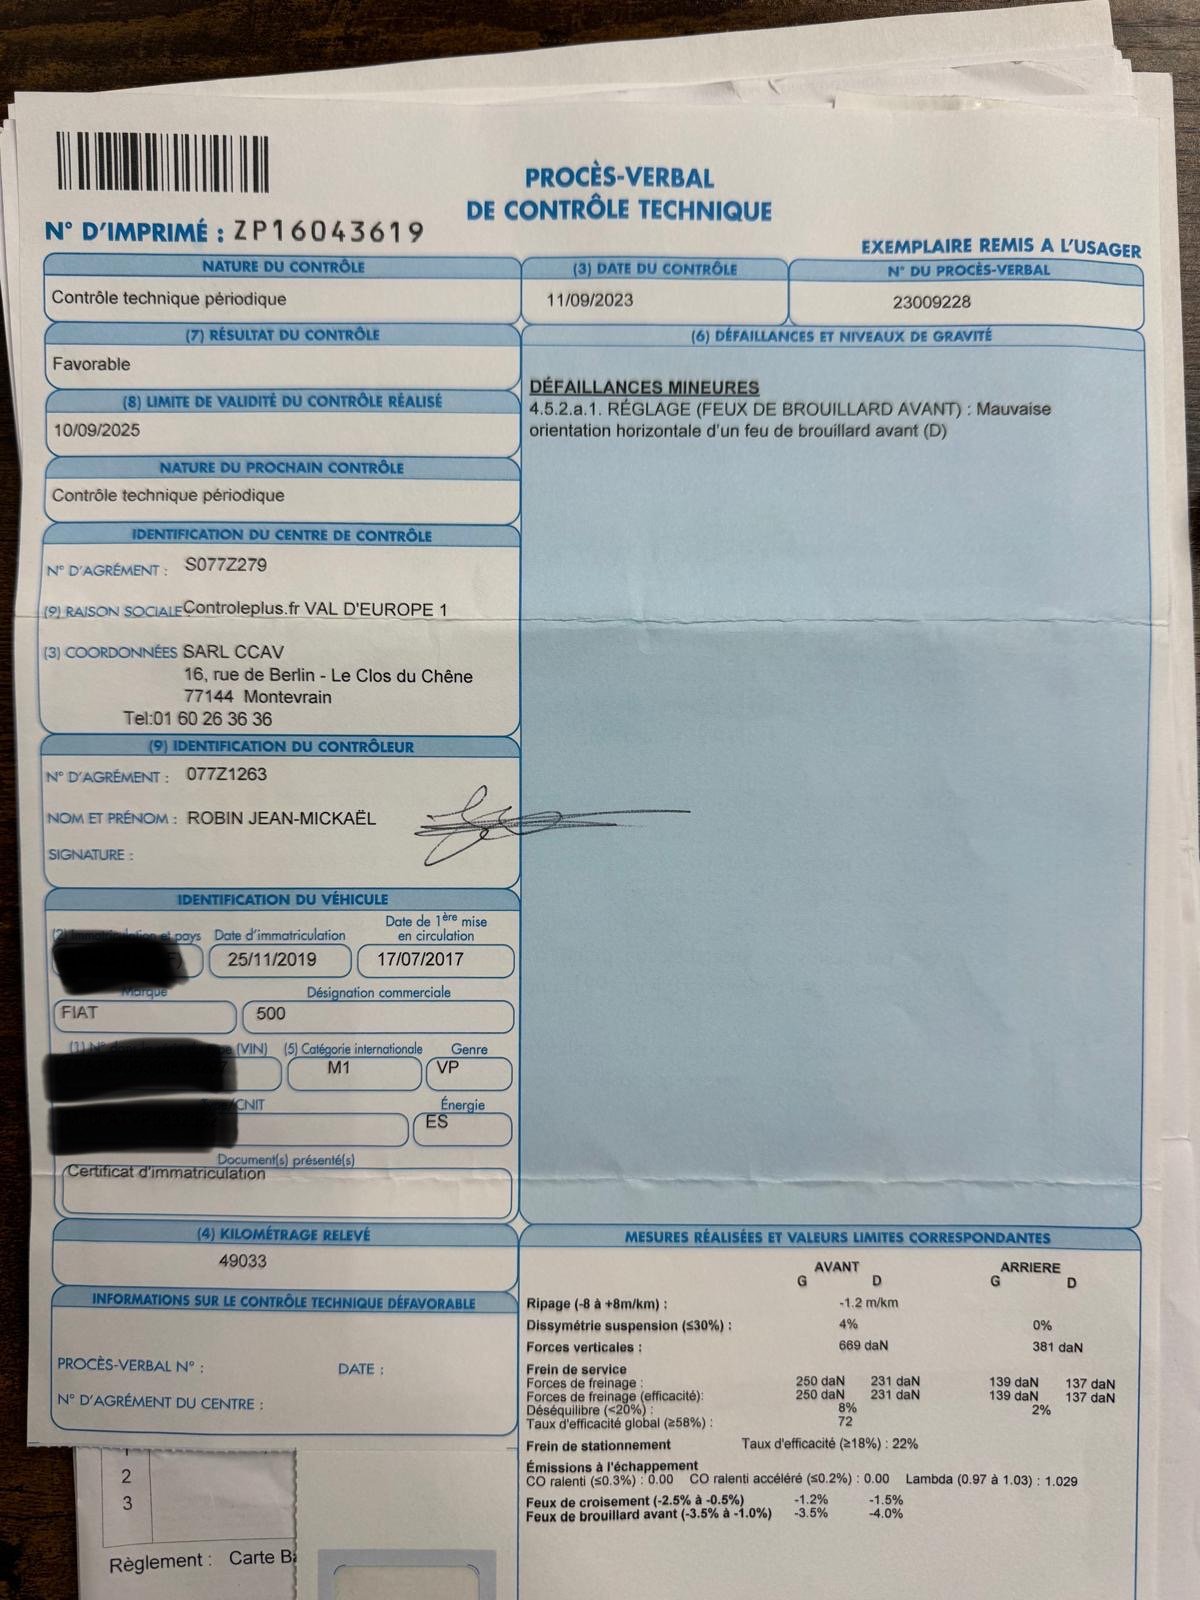 PROCÈS-VERBAL
DE CONTRÔLE TECHNIQUE
N° D'IMPRIMÉ : ZP16043619
EXEMPLAIRE REMIS A L'USAGER
NATURE DU CONTRÔLE
Contrôle technique périodique
(3) DATE DU CONTRÔLE
11/09/2023
N° DU PROCÈS-VERBAL
23009228
(7) RÉSULTAT DU CONTRÔLE
Favorable
(8) LIMITE DE VALIDITÉ DU CONTRÔLE RÉALISÉ
10/09/2025
NATURE DU PROCHAIN CONTRÔLE
Contrôle technique périodique
IDENTIFICATION DU CENTRE DE CONTRÔLE
N° D'AGRÉMENT : S077Z279
(9) RAISON SOCIALE Controleplus.fr VAL D'EUROPE 1
(3) COORDONNÉES SARL CCAV
16, rue de Berlin - Le Clos du Chêne
77144 Montevrain
Tel:01 60 26 36 36
(9) IDENTIFICATION DU CONTRÔLEUR
N° D'AGRÉMENT : 077Z1263
NOM ET PRÉNOM : ROBIN JEAN-MICKAËL
SIGNATURE :
(6) DÉFAILLANCES ET NIVEAUX DE GRAVITÉ
DÉFAILLANCES MINEURES
4.5.2.a.1. RÉGLAGE (FEUX DE BROUILLARD AVANT) : Mauvaise
orientation horizontale d'un feu de brouillard avant (D)
IDENTIFICATION DU VÉHICULE
(2) Immatriculation et pays
Date d'immatriculation
25/11/2019
Date de 1ère mise
en circulation
17/07/2017
Marque
FIAT
Désignation commerciale
500
(VIN)
(5) Catégorie internationale
M1
Genre
VP
Type/CNIT
Énergie
ES
Document(s) présenté(s)
Certificat d'immatriculation
(4) KILOMÉTRAGE RELEVÉ
49033
INFORMATIONS SUR LE CONTRÔLE TECHNIQUE DÉFAVORABLE
PROCÈS-VERBAL N° : DATE :
N° D'AGRÉMENT DU CENTRE :
MESURES RÉALISÉES ET VALEURS LIMITES CORRESPONDANTES
AVANT ARRIERE
G D G D
Ripage (-8 à +8m/km) : -1.2 m/km
Dissymétrie suspension (≤30%) : 4% 0%
Forces verticales : 669 daN 381 daN
Frein de service
Forces de freinage : 250 daN 231 daN 139 daN 137 daN
Forces de freinage (efficacité): 250 daN 231 daN 139 daN 137 daN
Déséquilibre (<20%) : 8% 2%
Taux d'efficacité global (≥58%) : 72
Frein de stationnement Taux d'efficacité (≥18%) : 22%
Émissions à l'échappement
CO ralenti (≤0.3%) : 0.00 CO ralenti accéléré (≤0.2%) : 0.00 Lambda (0.97 à 1.03) : 1.029
Feux de croisement (-2.5% à -0.5%) -1.2% -1.5%
Feux de brouillard avant (-3.5% à -1.0%) -3.5% -4.0%
2
3
Règlement : Carte